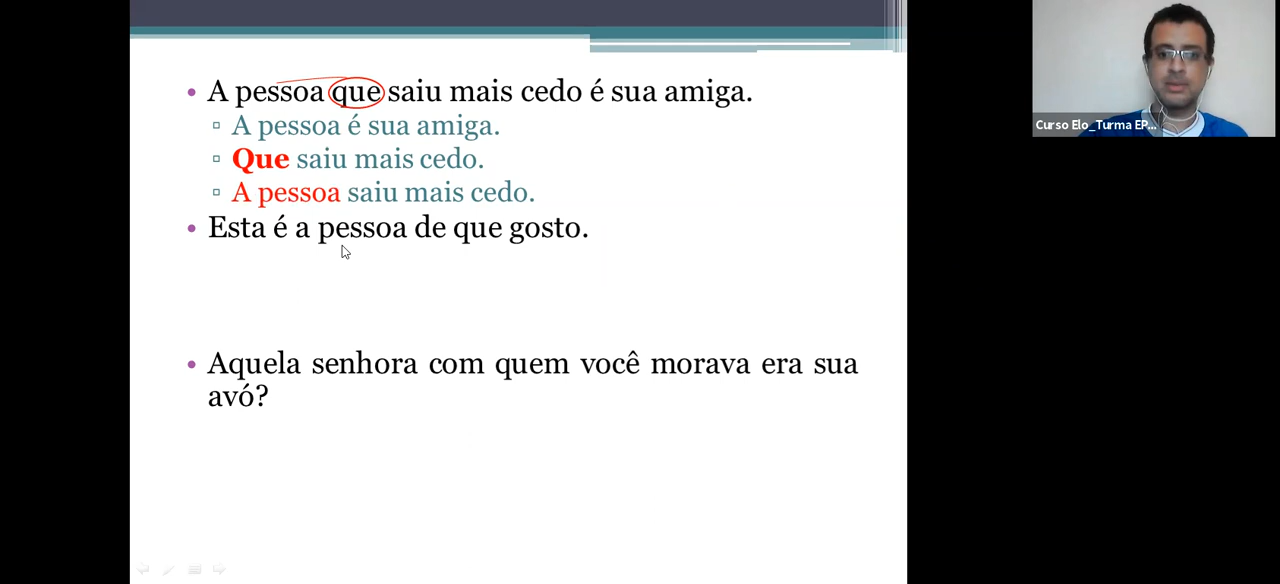 A pessoa que saiu mais cedo é sua amiga.
A pessoa é sua amiga.
Que saiu mais cedo.
A pessoa saiu mais cedo.
Esta é a pessoa de que gosto.
Aquela senhora com quem você morava era sua
avó?
Curso Elo_Turma EP...